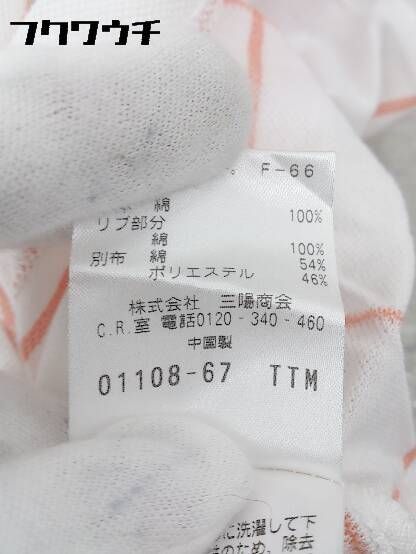 フクワウチ
F-66
綿 100%
リブ部分
綿 100%
別布 綿 54%
ポリエステル 46%
株式会社 三陽商会
C.R.室 電話0120-340-460
中国製
01108-67 TTM
に洗濯して下
のため、除去